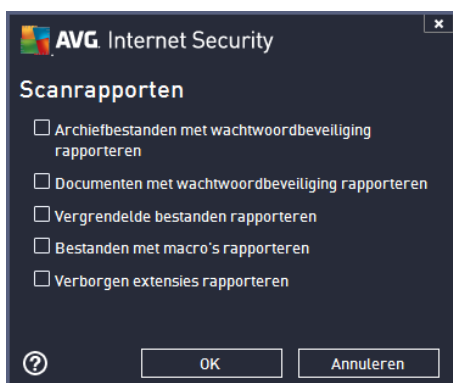 AVG. Internet Security
Scanrapporten
Archiefbestanden met wachtwoordbeveiliging
rapporteren
Documenten met wachtwoordbeveiliging rapporteren
Vergrendelde bestanden rapporteren
Bestanden met macro's rapporteren
Verborgen extensies rapporteren
? OK Annuleren